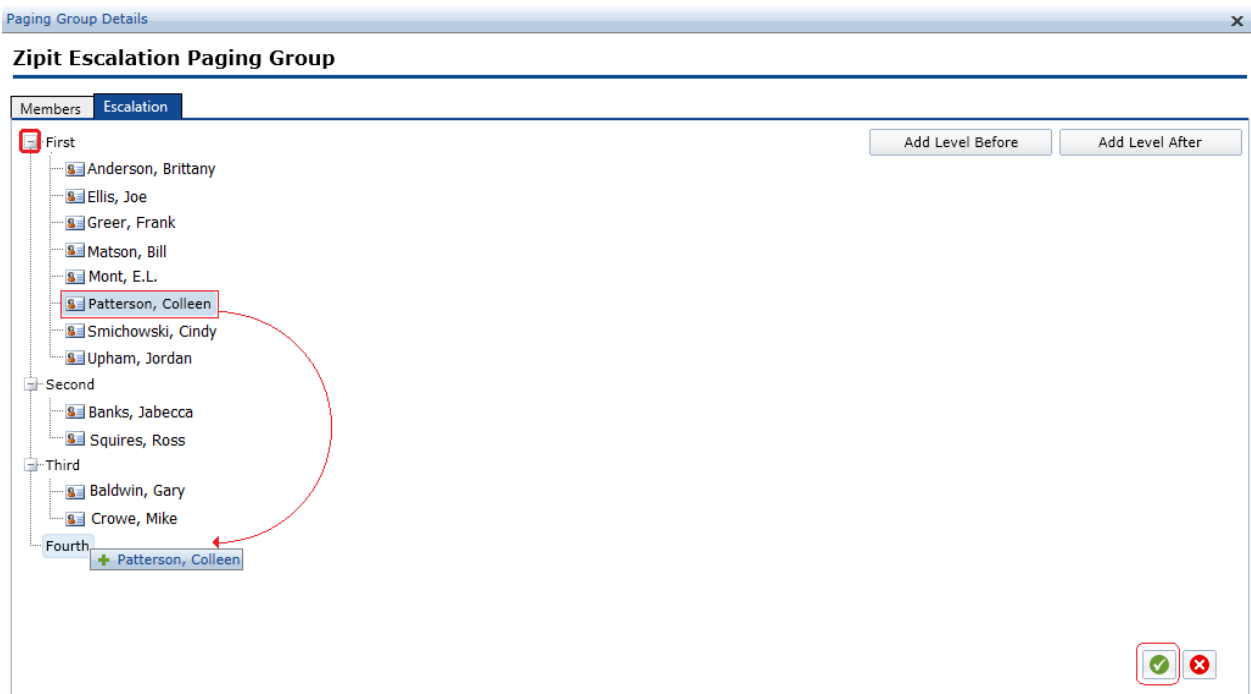 Paging Group Details
Zipit Escalation Paging Group
Members Escalation
First Add Level Before Add Level After
Anderson, Brittany
Ellis, Joe
Greer, Frank
Matson, Bill
Mont, E.L.
Patterson, Colleen
Smichowski, Cindy
Upham, Jordan
Second
Banks, Jabecca
Squires, Ross
Third
Baldwin, Gary
Crowe, Mike
Fourth
Patterson, Colleen